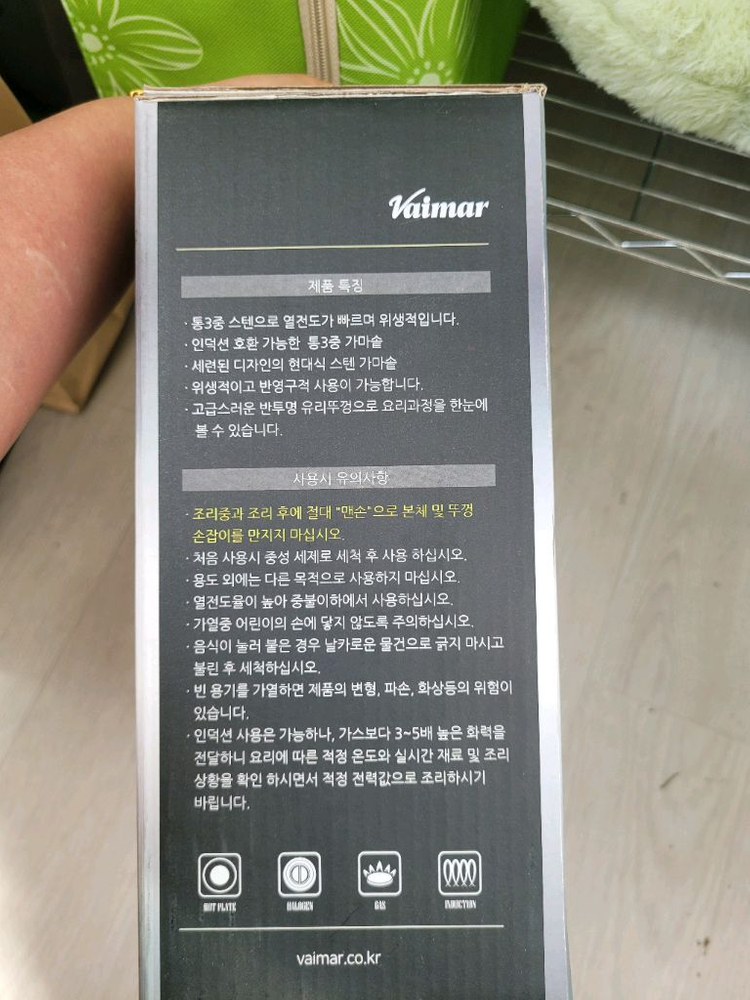 Vaimar
제품 특징
· 통3중 스텐으로 열전도가 빠르며 위생적입니다.
· 인덕션 호환 가능한 통3중 가마솥
· 세련된 디자인의 현대식 스텐 가마솥
· 위생적이고 반영구적 사용이 가능합니다.
· 고급스러운 반투명 유리뚜껑으로 요리과정을 한눈에
볼 수 있습니다.
사용시 유의사항
· 조리중과 조리 후에 절대 "맨손"으로 본체 및 뚜껑
손잡이를 만지지 마십시오.
· 처음 사용시 중성 세제로 세척 후 사용 하십시오.
· 용도 외에는 다른 목적으로 사용하지 마십시오.
· 열전도율이 높아 중불이하에서 사용하십시오.
· 가열중 어린이의 손에 닿지 않도록 주의하십시오.
· 음식이 눌러 붙은 경우 날카로운 물건으로 긁지 마시고
불린 후 세척하십시오.
· 빈 용기를 가열하면 제품의 변형, 파손, 화상등의 위험이
있습니다.
· 인덕션 사용은 가능하나, 가스보다 3~5배 높은 화력을
전달하니 요리에 따른 적정 온도와 실시간 재료 및 조리
상황을 확인 하시면서 적정 전력값으로 조리하시기
바랍니다.
HOT PLATE HALOGEN GAS INDUCTION
vaimar.co.kr